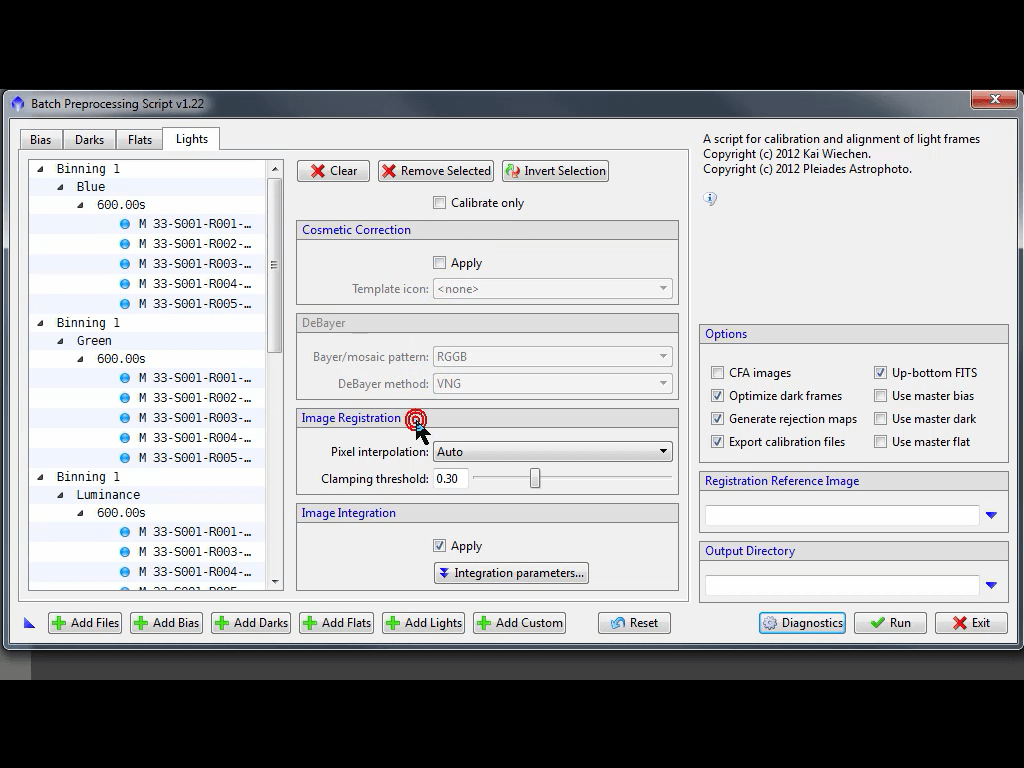 Batch Preprocessing Script v1.22
Bias Darks Flats Lights
Binning 1
Blue
600.00s
M 33-S001-R001-...
M 33-S001-R002-...
M 33-S001-R003-...
M 33-S001-R004-...
M 33-S001-R005-...
Binning 1
Green
600.00s
M 33-S001-R001-...
M 33-S001-R002-...
M 33-S001-R003-...
M 33-S001-R004-...
M 33-S001-R005-...
Binning 1
Luminance
600.00s
M 33-S001-R001-...
M 33-S001-R003-...
M 33-S001-R004-...
Clear Remove Selected Invert Selection
Calibrate only
Cosmetic Correction
Apply
Template icon: <none>
DeBayer
Bayer/mosaic pattern: RGGB
DeBayer method: VNG
Image Registration
Pixel interpolation: Auto
Clamping threshold: 0.30
Image Integration
Apply
Integration parameters...
A script for calibration and alignment of light frames
Copyright (c) 2012 Kai Wiechen.
Copyright (c) 2012 Pleiades Astrophoto.
Options
CFA images Up-bottom FITS
Optimize dark frames Use master bias
Generate rejection maps Use master dark
Export calibration files Use master flat
Registration Reference Image
Output Directory
Add Files Add Bias Add Darks Add Flats Add Lights Add Custom Reset Diagnostics Run Exit